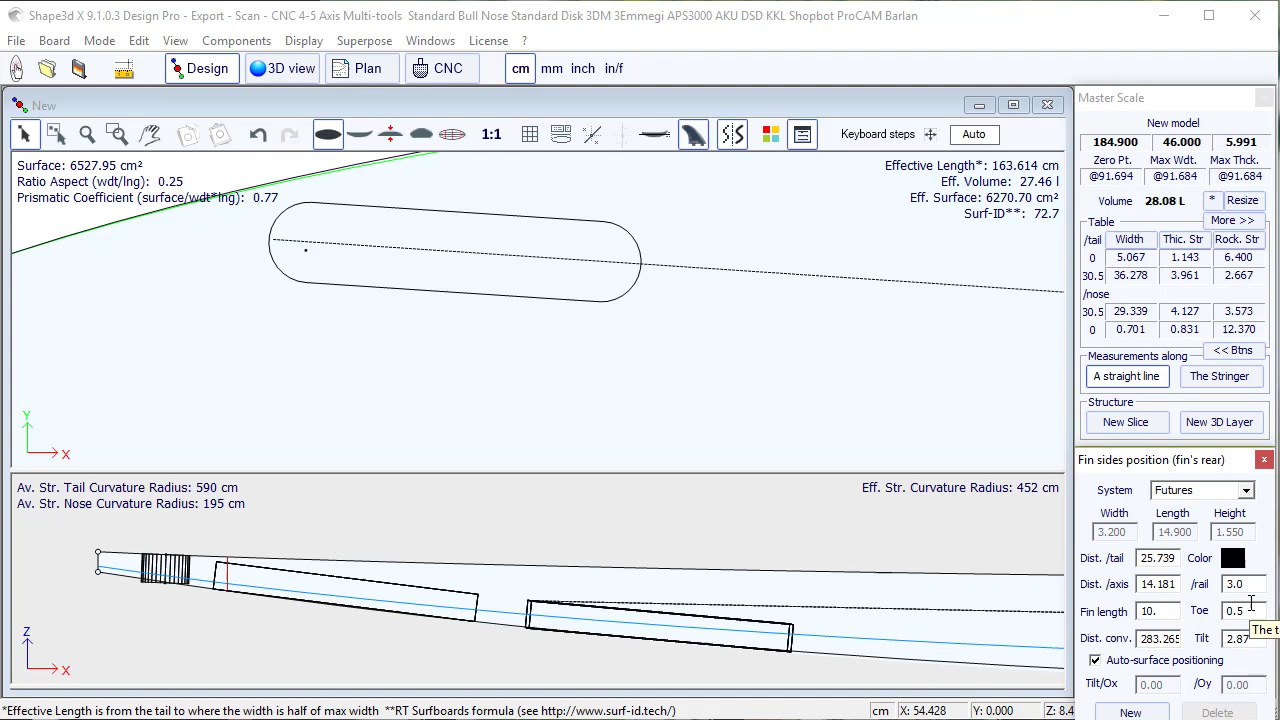 Shape3d X 9.1.0.3 Design Pro - Export - Scan - CNC 4-5 Axis Multi-tools  Standard Bull Nose Standard Disk 3DM 3Emmegi APS3000 AKU DSD KKL Shopbot ProCAM Barlan
File Board Mode Edit View Components Display Superpose Windows License ?
Design 3D view Plan CNC cm mm inch in/f
New
1:1 Keyboard steps Auto
Surface: 6527.95 cm²
Ratio Aspect (wdt/lng): 0.25
Prismatic Coefficient (surface/wdt*lng): 0.77
Effective Length*: 163.614 cm
Eff. Volume: 27.46 l
Eff. Surface: 6270.70 cm²
Surf-ID**: 72.7
Y
X
Av. Str. Tail Curvature Radius: 590 cm
Av. Str. Nose Curvature Radius: 195 cm
Eff. Str. Curvature Radius: 452 cm
Z
X
Master Scale
New model
184.900 46.000 5.991
Zero Pt. Max Wdt. Max Thck.
@91.694 @91.684 @91.684
Volume 28.08 L * Resize
Table More >>
/tail Width Thic. Str Rock. Str
0 5.067 1.143 6.400
30.5 36.278 3.961 2.667
/nose
30.5 29.339 4.127 3.573
0 0.701 0.831 12.370
<< Btns
Measurements along
A straight line The Stringer
Structure
New Slice New 3D Layer
Fin sides position (fin's rear) x
System Futures
Width Length Height
3.200 14.900 1.550
Dist. /tail 25.739 Color
Dist. /axis 14.181 /rail 3.0
Fin length 10. Toe 0.5
Dist. conv. 283.265 Tilt 2.87
The t
Auto-surface positioning
Tilt/Ox 0.00 /Oy 0.00
New Delete
*Effective Length is from the tail to where the width is half of max width  **RT Surfboards formula (see http://www.surf-id.tech/) cm X: 54.428 Y: 0.000 Z: 8.4